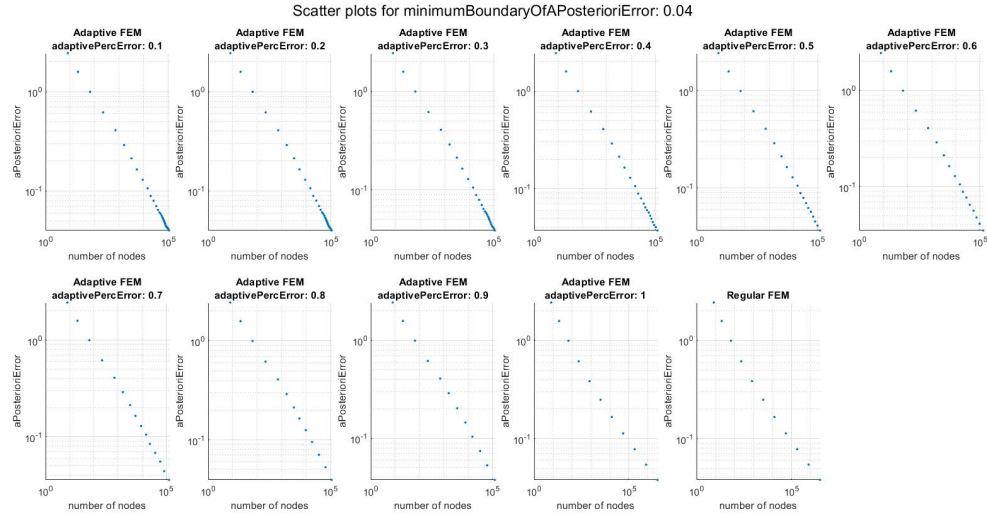 Scatter plots for minimumBoundaryOfAPosterioriError: 0.04
Adaptive FEM
adaptivePercError: 0.1
aPosterioriError
10^0
10^-1
10^0
10^5
number of nodes
Adaptive FEM
adaptivePercError: 0.2
aPosterioriError
10^0
10^-1
10^0
10^5
number of nodes
Adaptive FEM
adaptivePercError: 0.3
aPosterioriError
10^0
10^-1
10^0
10^5
number of nodes
Adaptive FEM
adaptivePercError: 0.4
aPosterioriError
10^0
10^-1
10^0
10^5
number of nodes
Adaptive FEM
adaptivePercError: 0.5
aPosterioriError
10^0
10^-1
10^0
10^5
number of nodes
Adaptive FEM
adaptivePercError: 0.6
aPosterioriError
10^0
10^-1
10^0
10^5
number of nodes
Adaptive FEM
adaptivePercError: 0.7
aPosterioriError
10^0
10^-1
10^0
10^5
number of nodes
Adaptive FEM
adaptivePercError: 0.8
aPosterioriError
10^0
10^-1
10^0
10^5
number of nodes
Adaptive FEM
adaptivePercError: 0.9
aPosterioriError
10^0
10^-1
10^0
10^5
number of nodes
Adaptive FEM
adaptivePercError: 1
aPosterioriError
10^0
10^-1
10^0
10^5
number of nodes
Regular FEM
aPosterioriError
10^0
10^-1
10^0
10^5
number of nodes